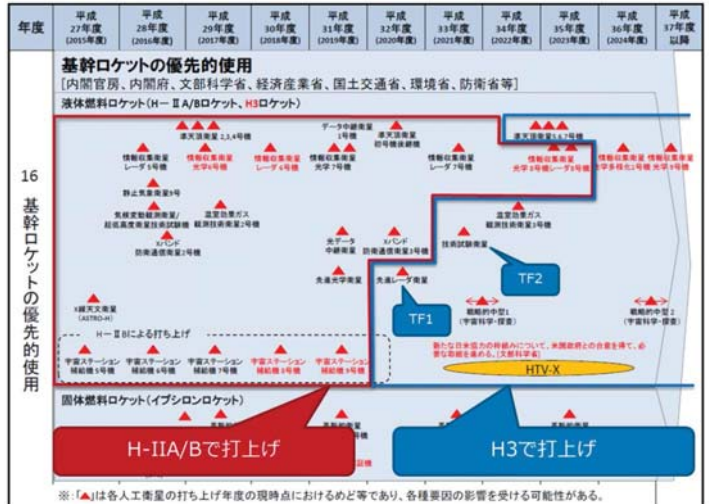 年度
平成 27年度 (2015年度)
平成 28年度 (2016年度)
平成 29年度 (2017年度)
平成 30年度 (2018年度)
平成 31年度 (2019年度)
平成 32年度 (2020年度)
平成 33年度 (2021年度)
平成 34年度 (2022年度)
平成 35年度 (2023年度)
平成 36年度 (2024年度)
平成 37年度 以降
16 基幹ロケットの優先的使用
基幹ロケットの優先的使用
[内閣官房、内閣府、文部科学省、経済産業省、国土交通省、環境省、防衛省等]
液体燃料ロケット(H-ⅡA/Bロケット、H3ロケット)
準天頂衛星 2,3,4号機
データ中継衛星
1号機
準天頂衛星
初号機後継機
準天頂衛星5,6,7号機
情報収集衛星
レーダ5号機
情報収集衛星
光学6号機
情報収集衛星
レーダ6号機
情報収集衛星
光学7号機
情報収集衛星
レーダ7号機
情報収集衛星
光学8号機レーダ8号機
情報収集衛星
光学多様化2号機
情報収集衛星
光学9号機
静止気象衛星9号
気候変動観測衛星/
超低高度衛星技術試験機
温室効果ガス
観測技術衛星2号機
温室効果ガス
観測技術衛星3号機
Xバンド
防衛通信衛星2号機
光データ
中継衛星
Xバンド
防衛通信衛星3号機
技術試験衛星
先進光学衛星
先進レーダ衛星
TF1
TF2
X線天文衛星
(ASTRO-H)
戦略的中型1
(宇宙科学・探査)
戦略的中型 2
(宇宙科学・探査)
H-ⅡBによる打ち上げ
宇宙ステーション
補給機5号機
宇宙ステーション
補給機6号機
宇宙ステーション
補給機7号機
宇宙ステーション
補給機8号機
宇宙ステーション
補給機9号機
新たな日米協力の枠組みについて、米国政府との合意を得て、必
要な取組を進める。[文部科学省]
HTV-X
固体燃料ロケット(イプシロンロケット)
H-IIA/Bで打上げ
H3で打上げ
※:「▲」は各人工衛星の打ち上げ年度の現時点におけるめど等であり、各種要因の影響を受ける可能性がある。